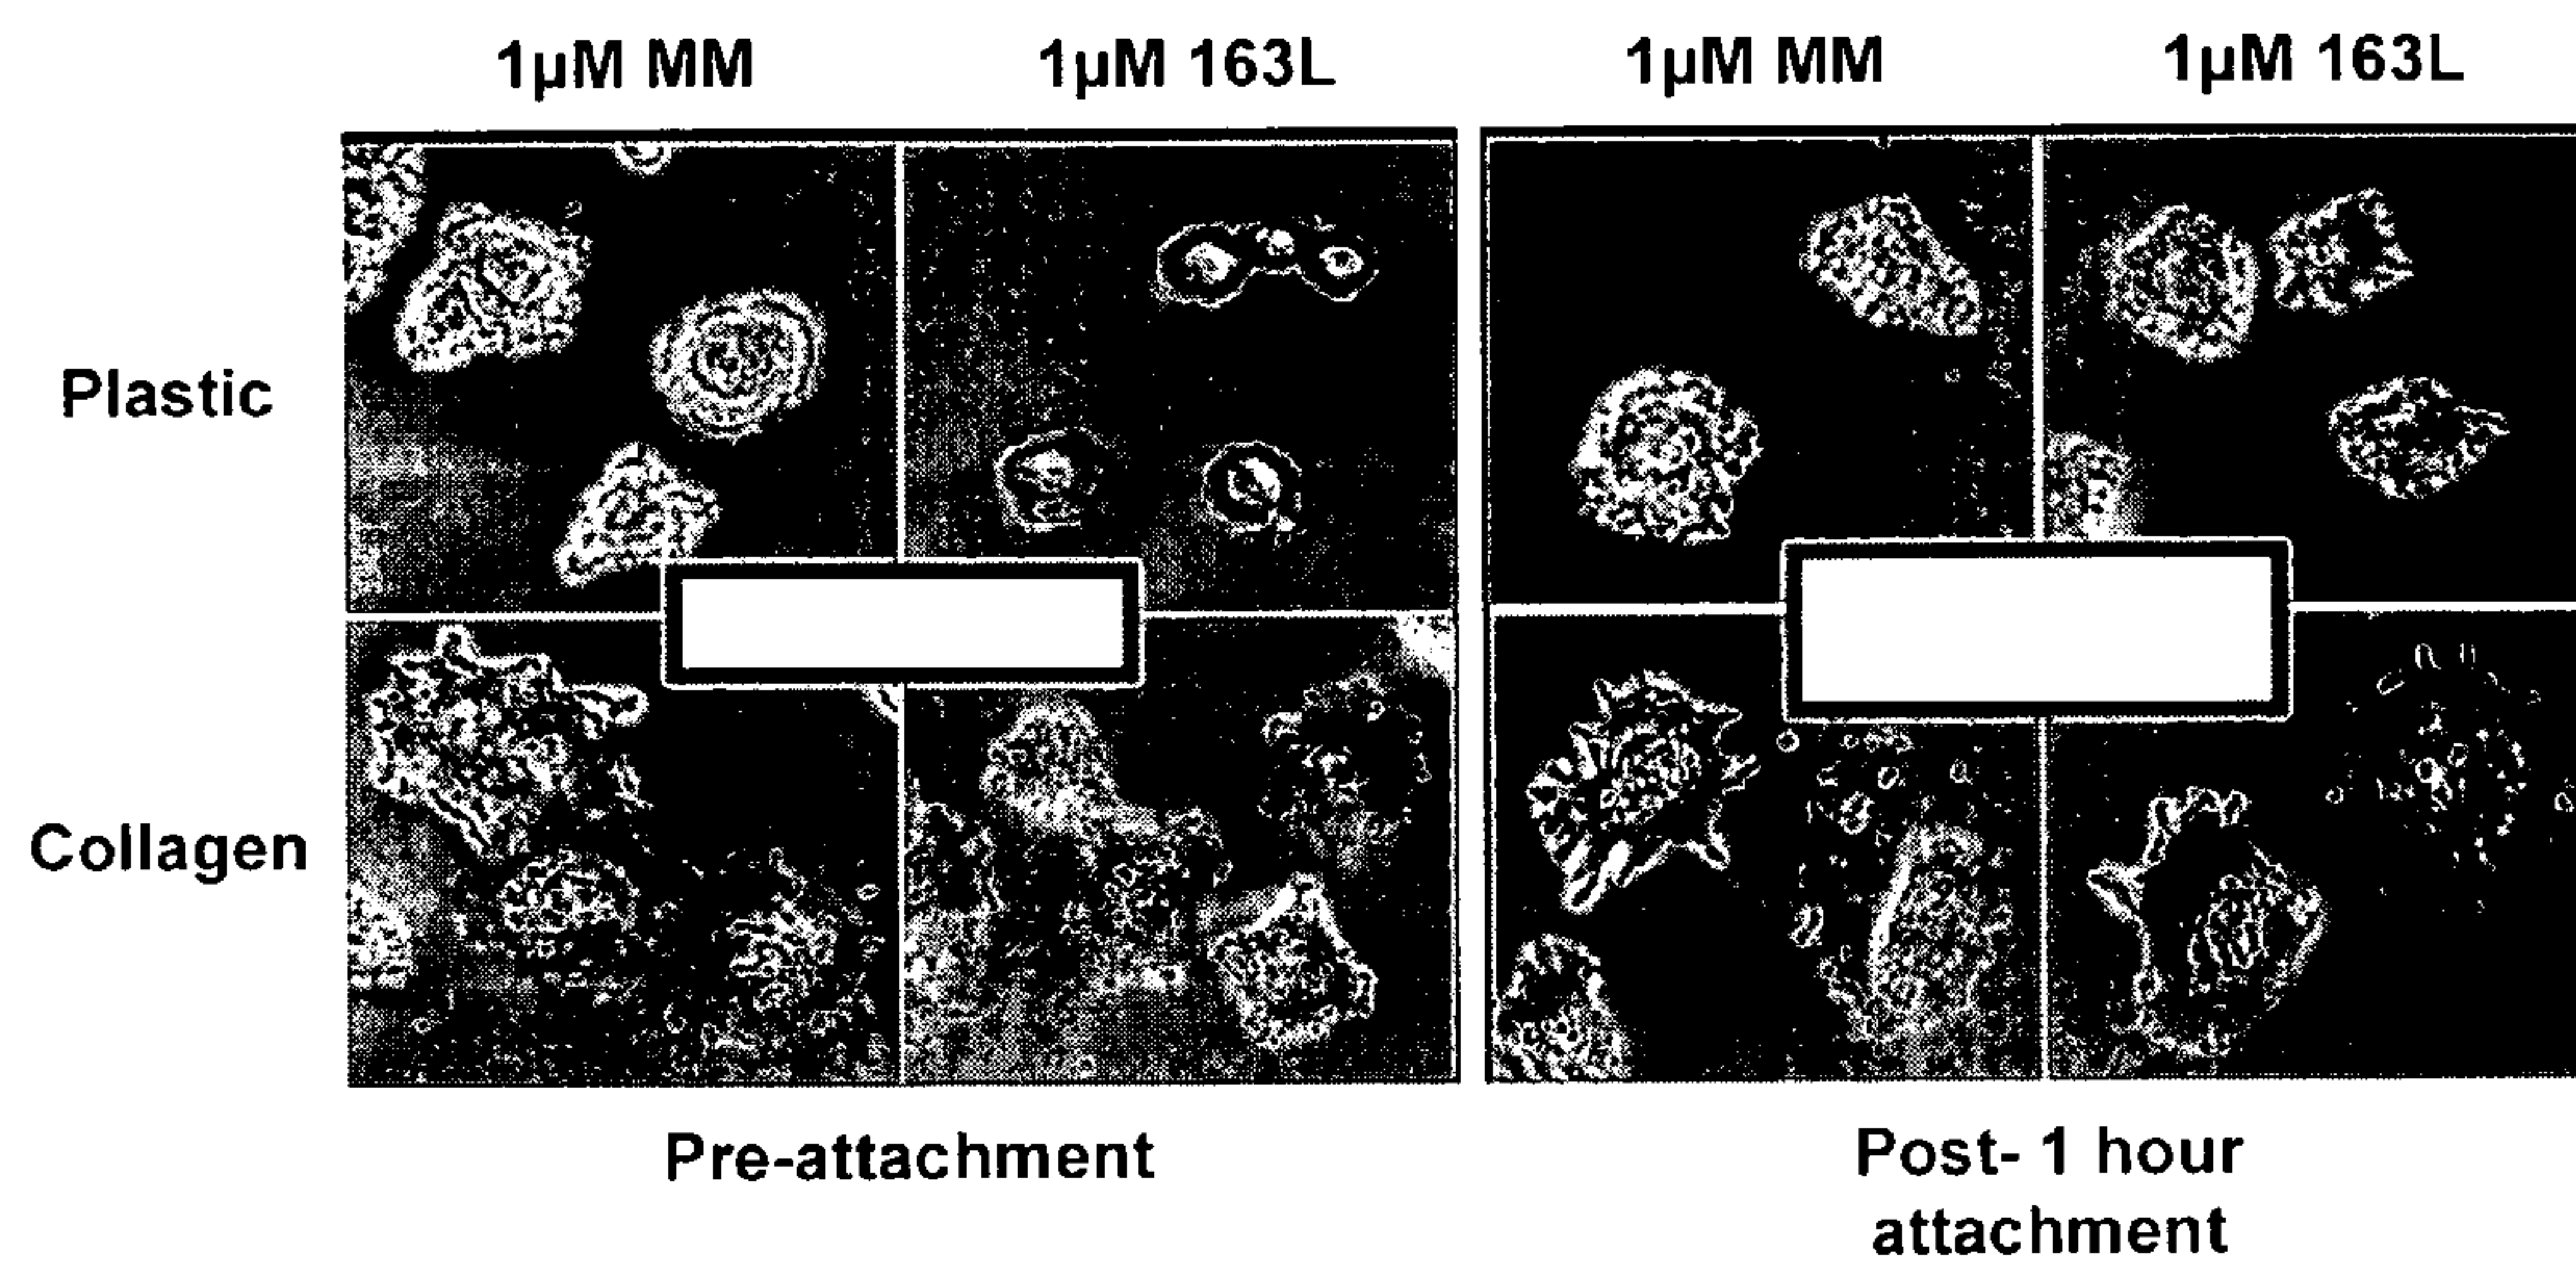 1µM MM 1µM 163L 1µM MM 1µM 163L
Plastic
Collagen
Pre-attachment
Post- 1 hour
attachment